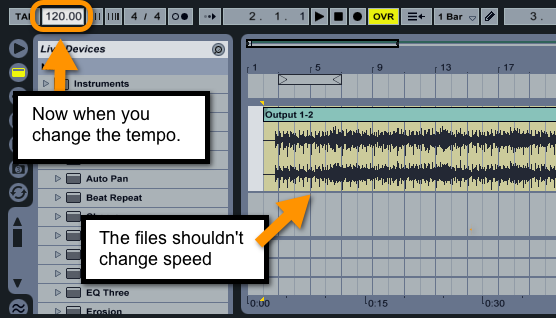 TA 120.00 4 / 4 2 . 1 . 1 OVR 1 Bar 3 .
Live Devices
Instruments
Now when you
change the tempo.
Auto Pan
Beat Repeat
The files shouldn't
change speed
EQ Three
Erosion
1 5 9 13 17
Output 1-2
0:00 0:15 0:30